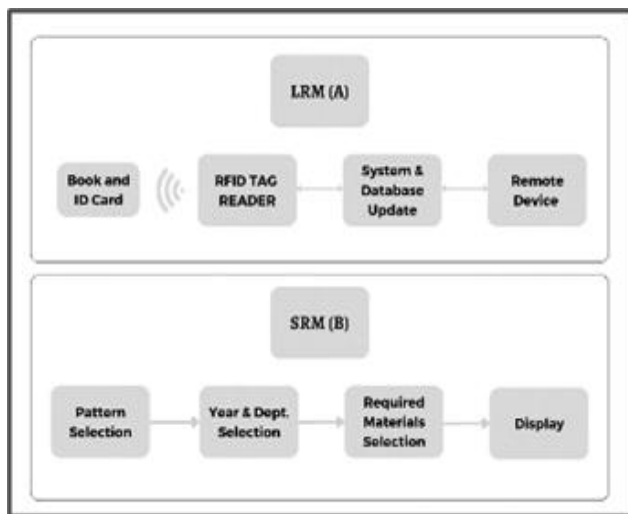 LRM (A)
Book and
ID Card
RFID TAG
READER
System &
Database
Update
Remote
Device
SRM (B)
Pattern
Selection
Year & Dept.
Selection
Required
Materials
Selection
Display